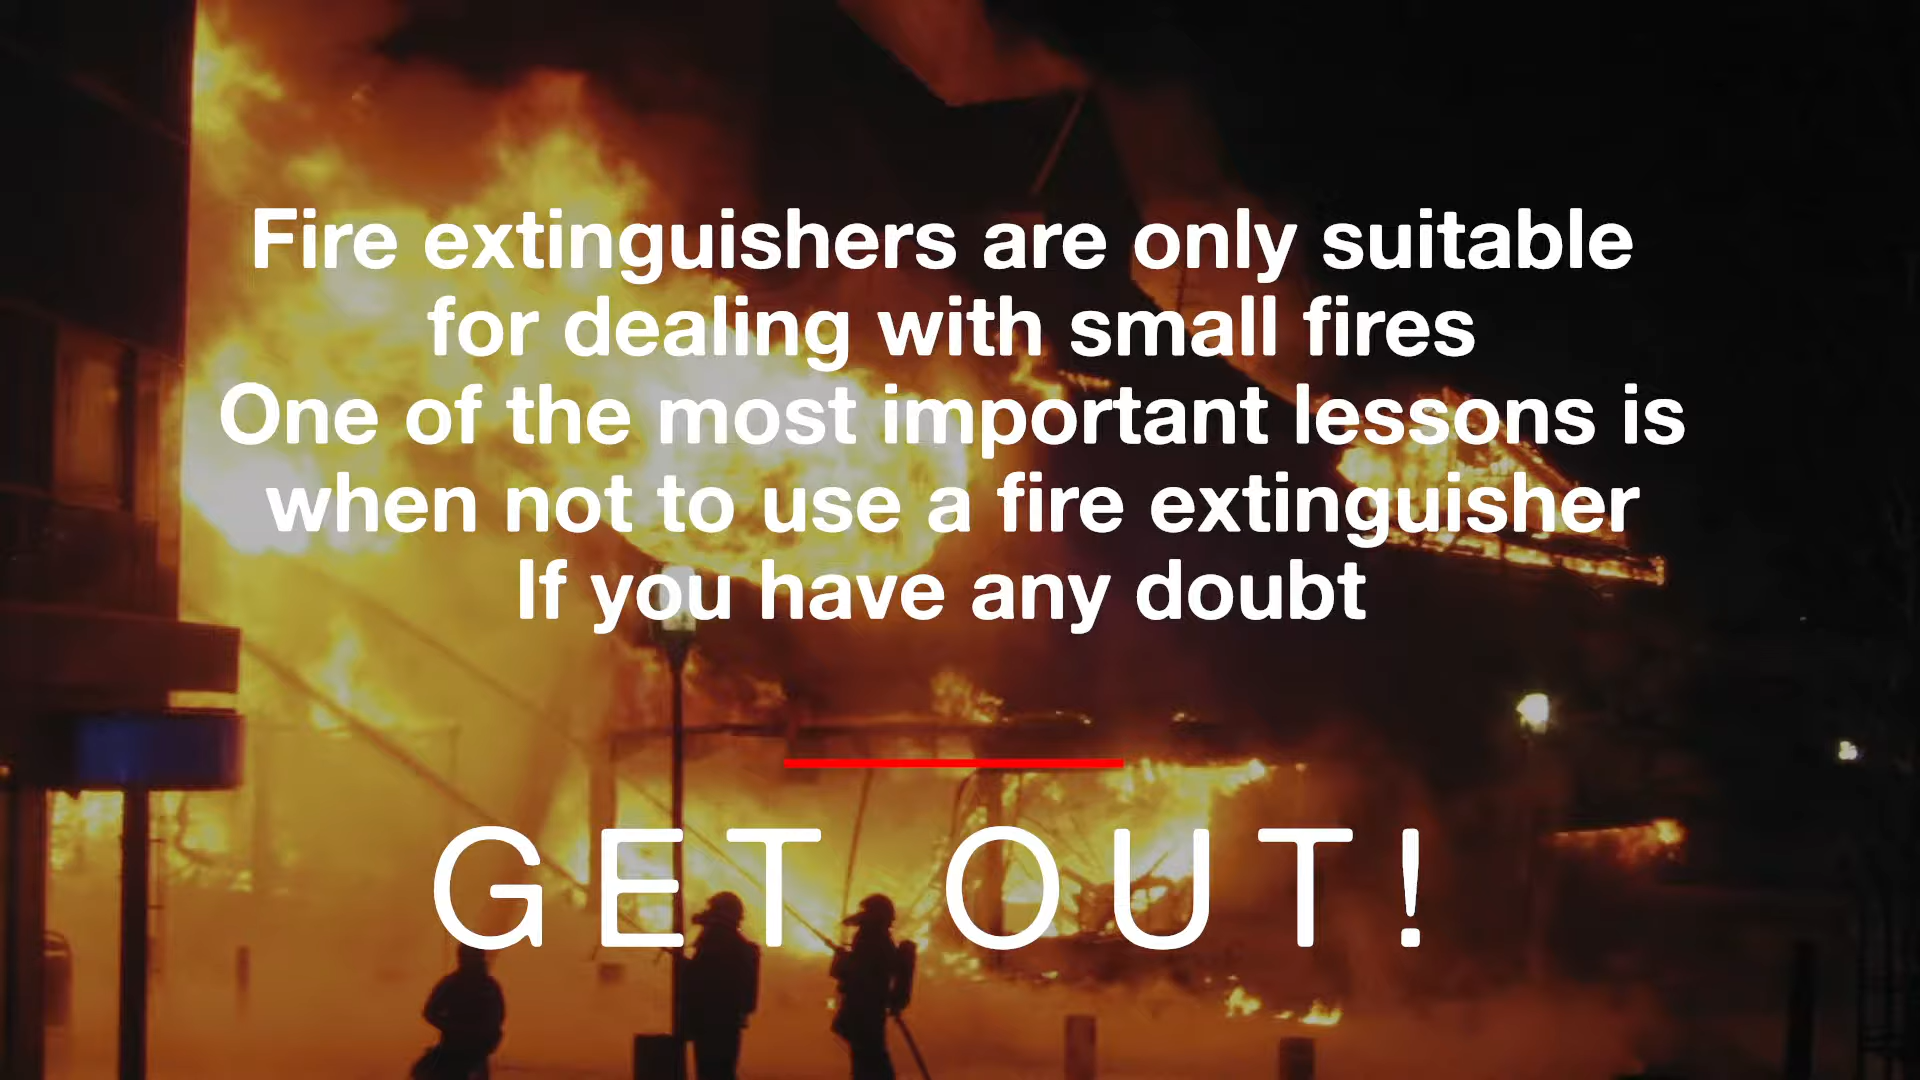 Fire extinguishers are only suitable
for dealing with small fires
One of the most important lessons is
when not to use a fire extinguisher
If you have any doubt
GET OUT!